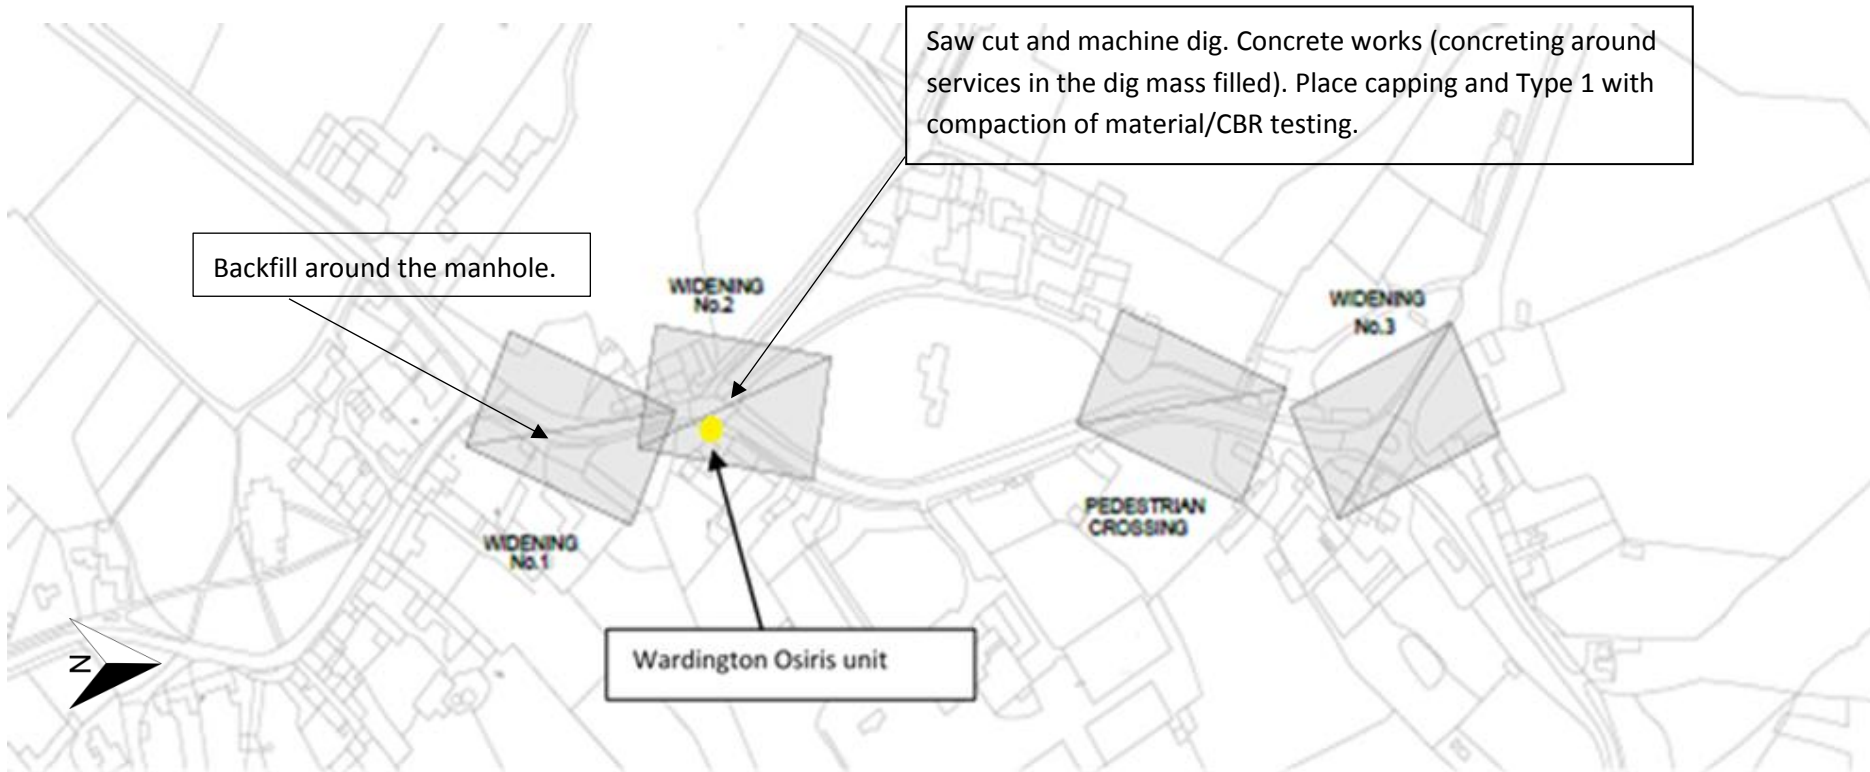 Saw cut and machine dig. Concrete works (concreting around
services in the dig mass filled). Place capping and Type 1 with
compaction of material/CBR testing.
Backfill around the manhole.
WIDENING
No.2
WIDENING
No.3
WIDENING
No.1
PEDESTRIAN
CROSSING
Wardington Osiris unit
N